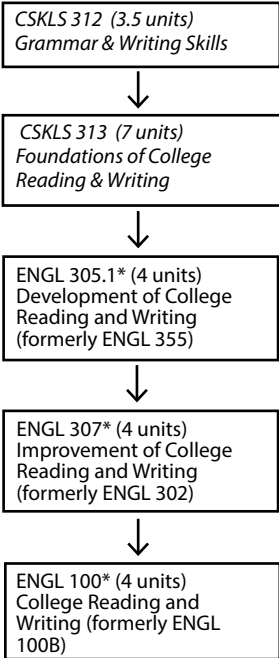 CSKLS 312 (3.5 units)
Grammar & Writing Skills
CSKLS 313 (7 units)
Foundations of College
Reading & Writing
ENGL 305.1* (4 units)
Development of College
Reading and Writing
(formerly ENGL 355)
ENGL 307* (4 units)
Improvement of College
Reading and Writing
(formerly ENGL 302)
ENGL 100* (4 units)
College Reading and
Writing (formerly ENGL
100B)